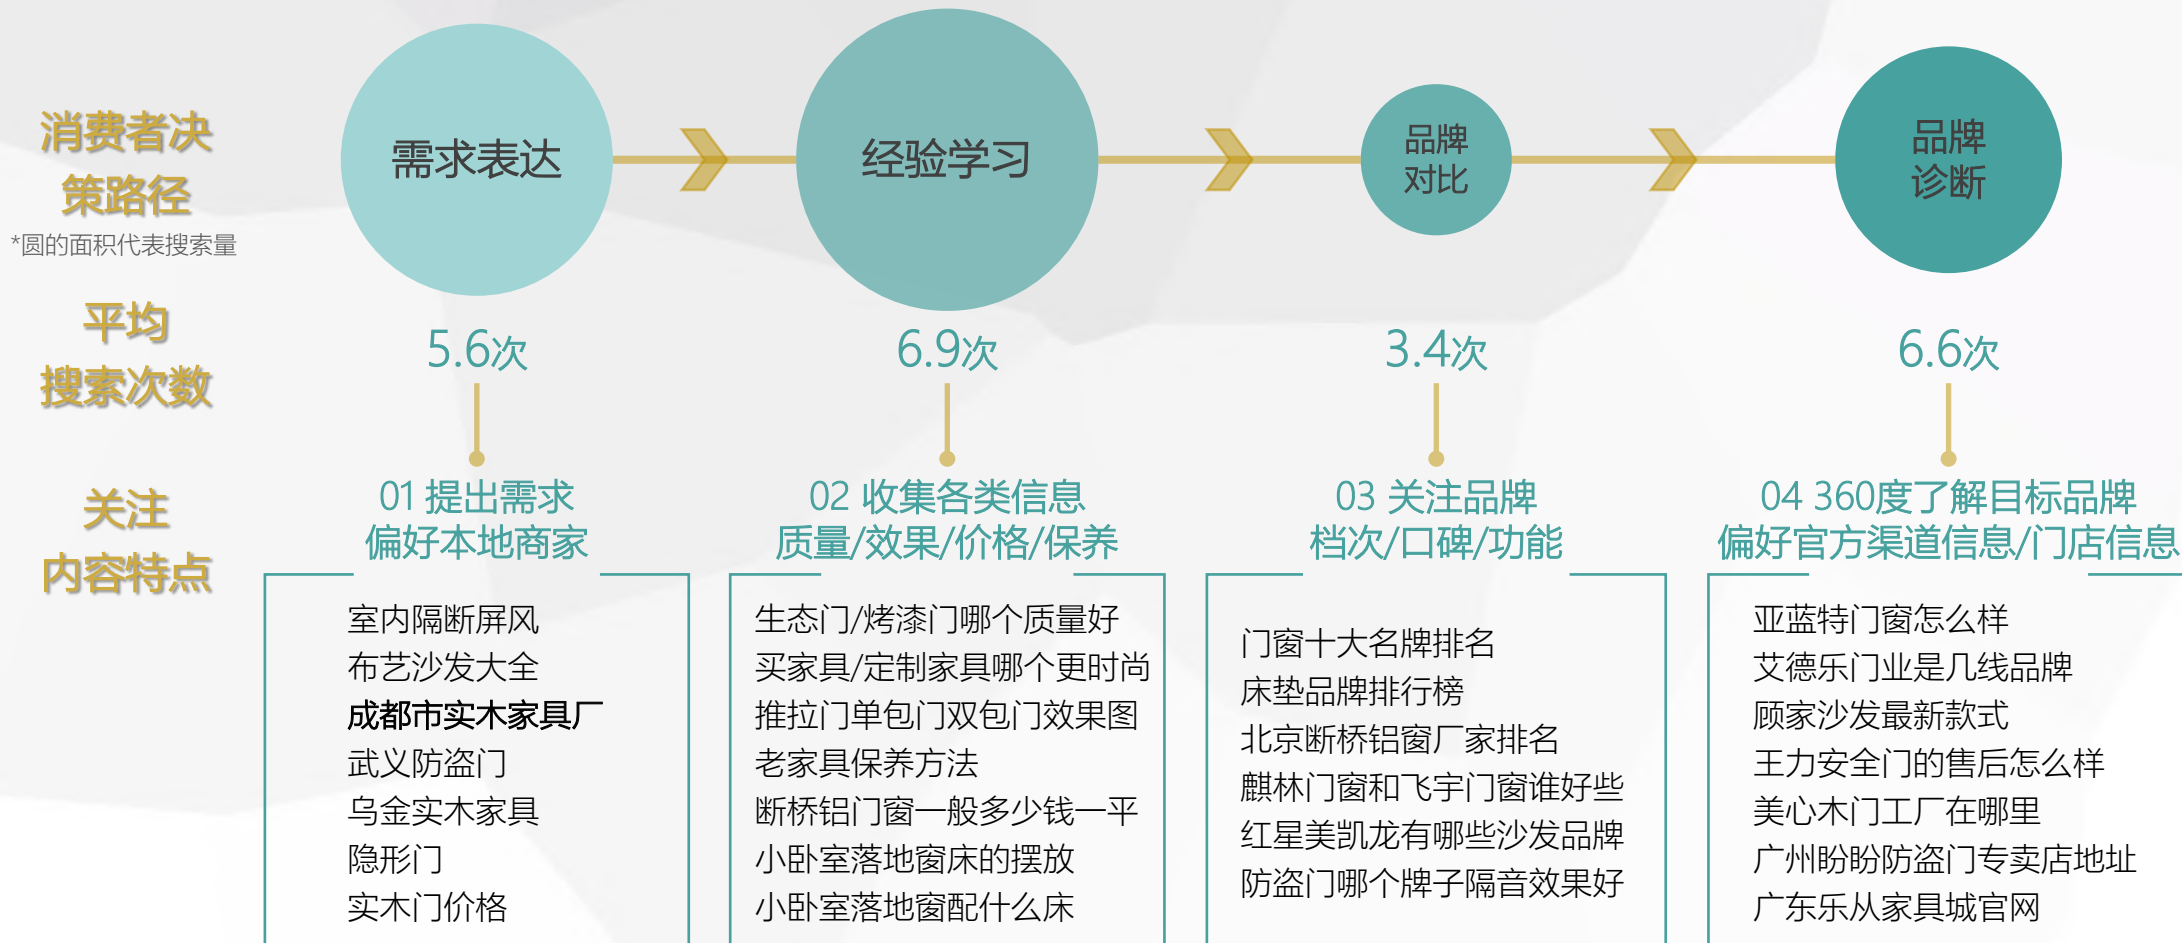 消费者决
策路径
*圆的面积代表搜索量
需求表达
经验学习
品牌
对比
品牌
诊断
平均
搜索次数
5.6次
6.9次
3.4次
6.6次
关注
内容特点
01 提出需求
偏好本地商家
室内隔断屏风
布艺沙发大全
成都市实木家具厂
武义防盗门
乌金实木家具
隐形门
实木门价格
02 收集各类信息
质量/效果/价格/保养
生态门/烤漆门哪个质量好
买家具/定制家具哪个更时尚
推拉门单包门双包门效果图
老家具保养方法
断桥铝门窗一般多少钱一平
小卧室落地窗床的摆放
小卧室落地窗配什么床
03 关注品牌
档次/口碑/功能
门窗十大名牌排名
床垫品牌排行榜
北京断桥铝窗厂家排名
麒林门窗和飞宇门窗谁好些
红星美凯龙有哪些沙发品牌
防盗门哪个牌子隔音效果好
04 360度了解目标品牌
偏好官方渠道信息/门店信息
亚蓝特门窗怎么样
艾德乐门业是几线品牌
顾家沙发最新款式
王力安全门的售后怎么样
美心木门工厂在哪里
广州盼盼防盗门专卖店地址
广东乐从家具城官网